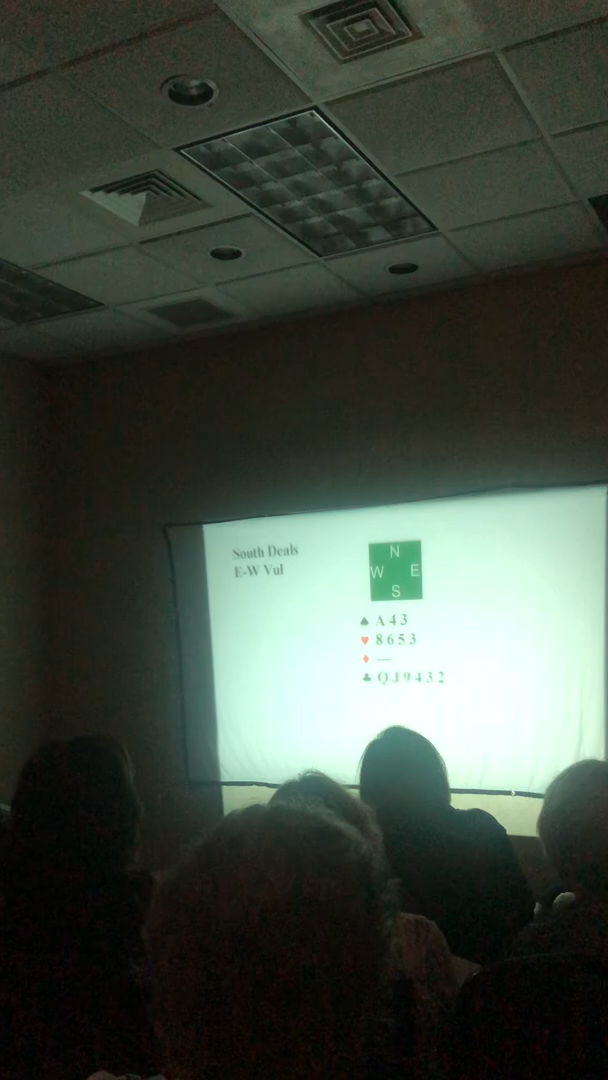 South Deals
E-W Vul
N
W E
S
♠ A 4 3
♥ 8 6 5 3
♦ —
♣ Q J 9 4 3 2